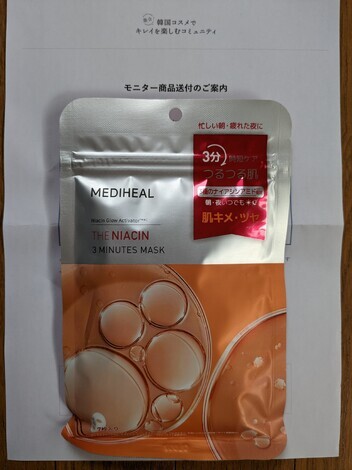 韓国コスメで
キレイを楽しむコミュニティ
モニター商品送付のご案内
忙しい朝・疲れた夜に
3分
つるつる肌
朝・夜いつでも
肌キメ・ツヤ
MEDIHEAL
Niacin Glow Activator™
THE NIACIN
3 MINUTES MASK